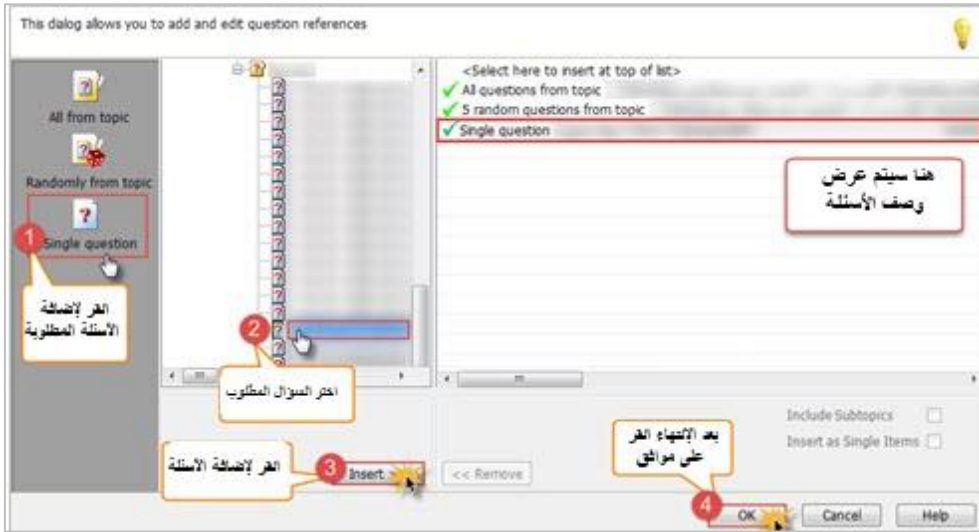 This dialog allows you to add and edit question references
All from topic
Randomly from topic
Single question
1
انقر لإضافة
الأسئلة المطلوبة
2
اختر السؤال المطلوب
<Select here to insert at top of list>
All questions from topic
5 random questions from topic
Single question
هنا سيتم عرض
وصف الأسئلة
Include Subtopics
Insert as Single Items
انقر لإضافة الأسئلة
3
Insert
<< Remove
بعد الإنتهاء انقر
على موافق
4
OK
Cancel
Help